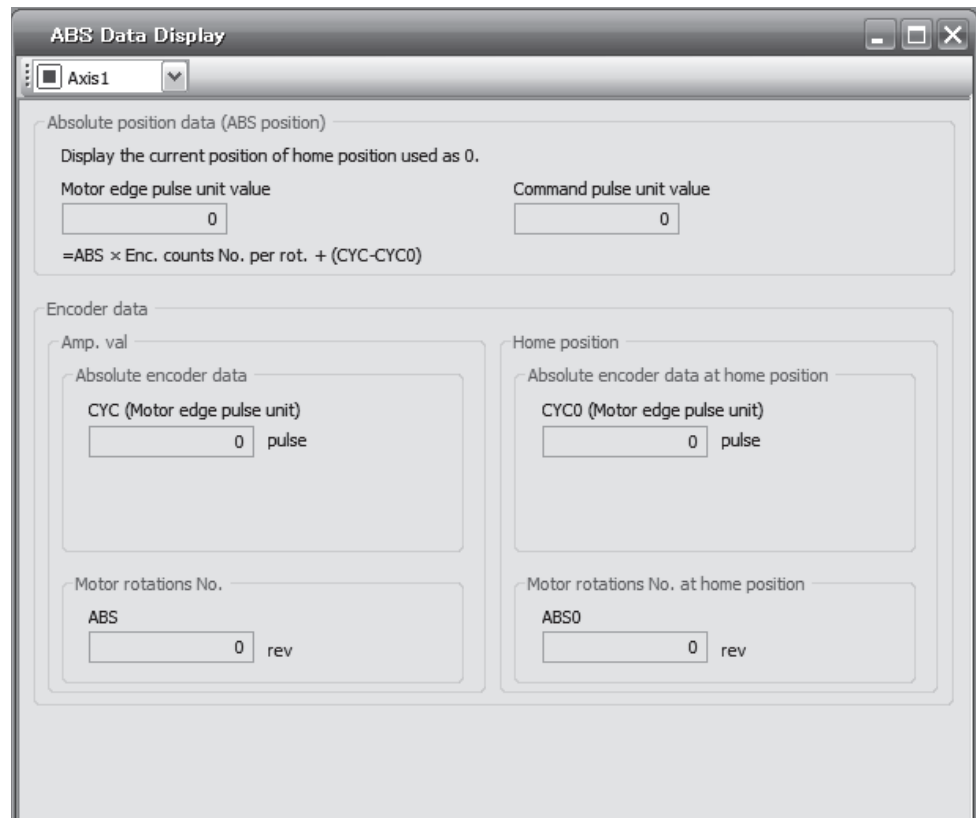 ABS Data Display
Axis1
Absolute position data (ABS position)
Display the current position of home position used as 0.
Motor edge pulse unit value Command pulse unit value
0 0
=ABS × Enc. counts No. per rot. + (CYC-CYC0)
Encoder data
Amp. val
Absolute encoder data
CYC (Motor edge pulse unit)
0 pulse
Motor rotations No.
ABS
0 rev
Home position
Absolute encoder data at home position
CYC0 (Motor edge pulse unit)
0 pulse
Motor rotations No. at home position
ABS0
0 rev